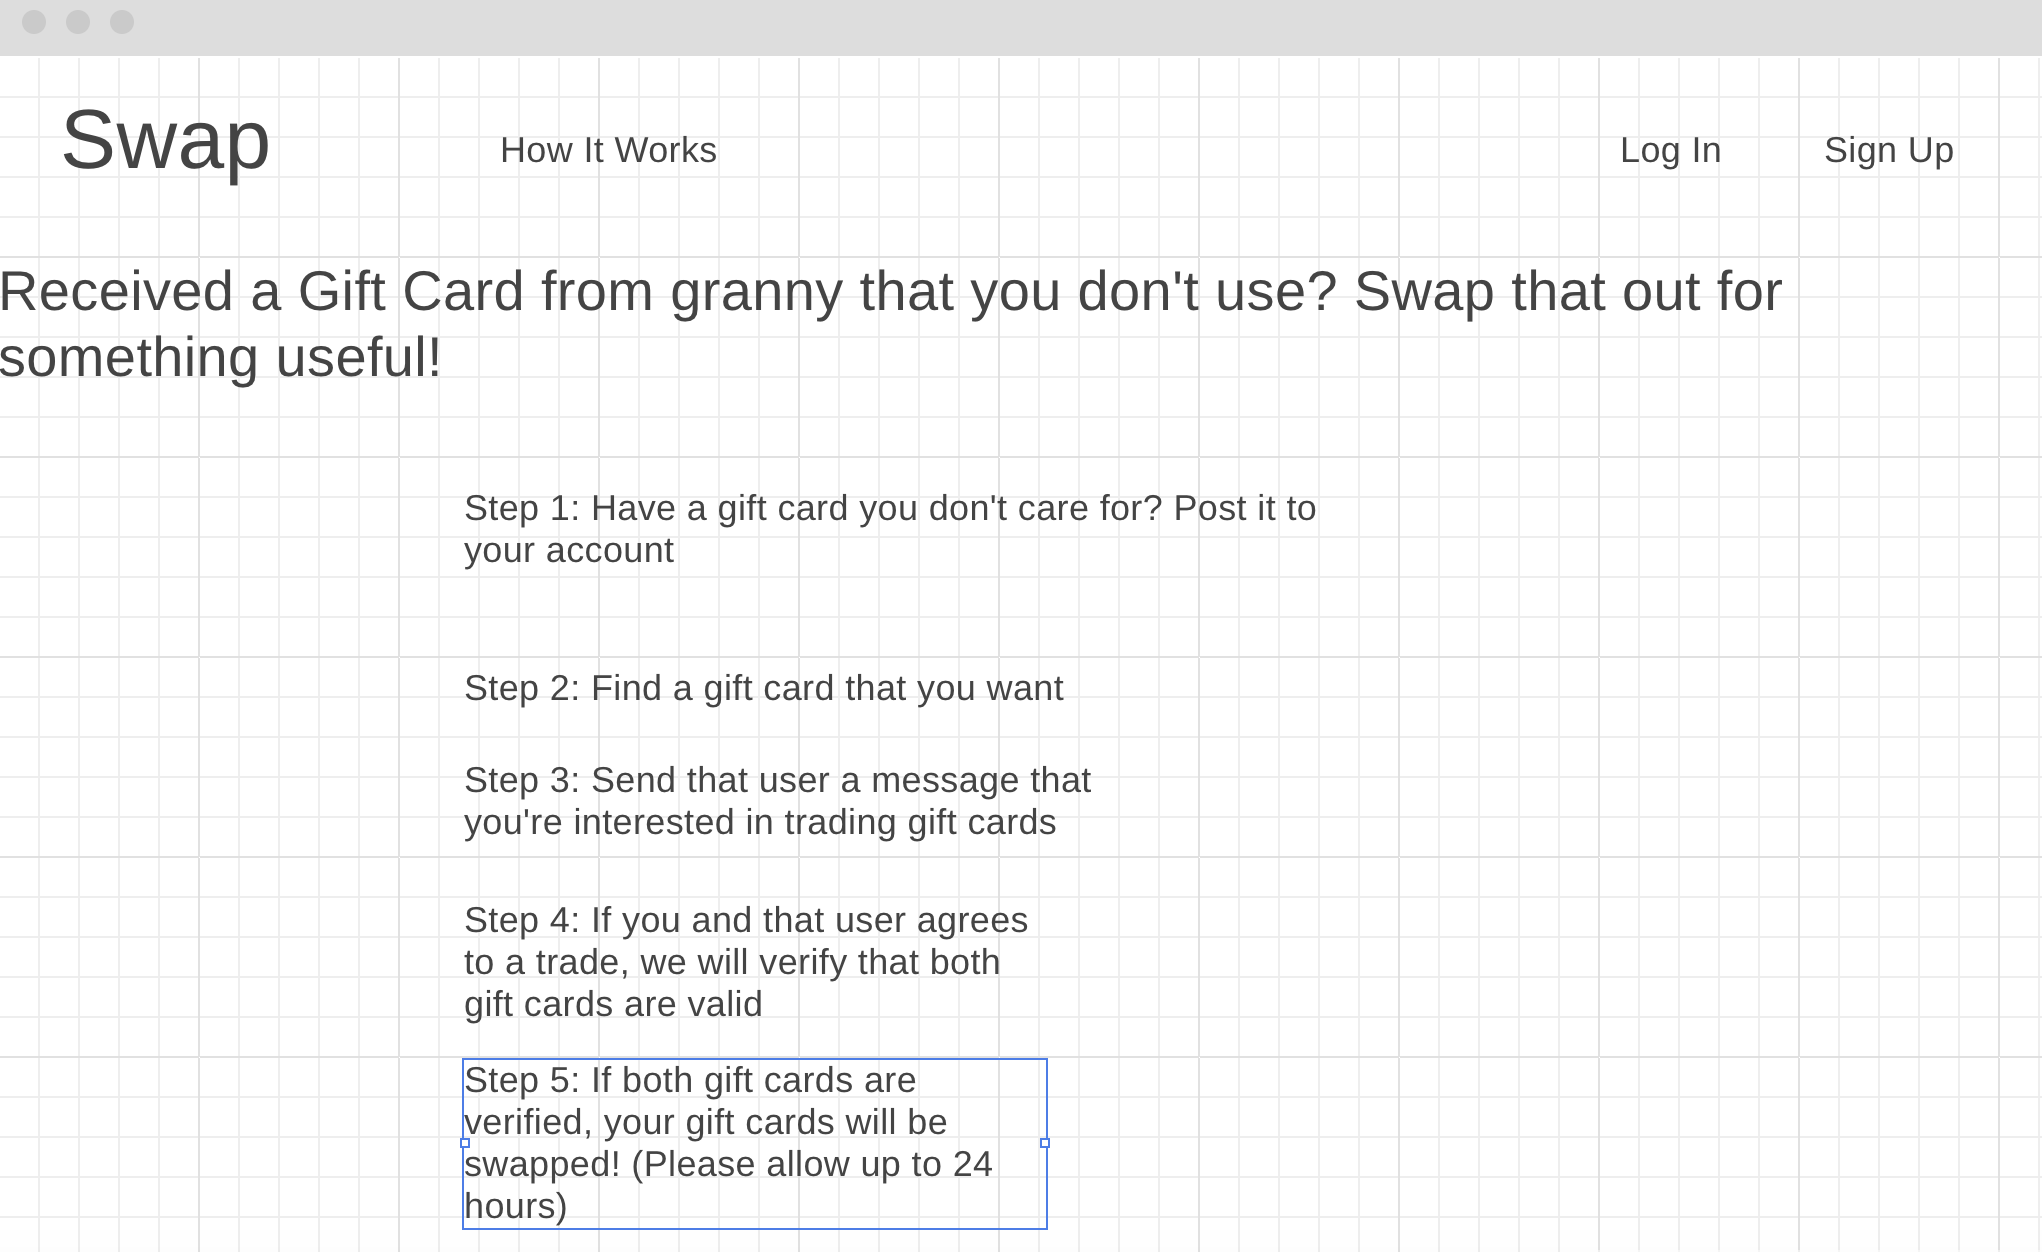 Swap
How It Works
Log In
Sign Up
Received a Gift Card from granny that you don't use? Swap that out for
something useful!
Step 1: Have a gift card you don't care for? Post it to
your account
Step 2: Find a gift card that you want
Step 3: Send that user a message that
you're interested in trading gift cards
Step 4: If you and that user agrees
to a trade, we will verify that both
gift cards are valid
Step 5: If both gift cards are
verified, your gift cards will be
swapped! (Please allow up to 24
hours)